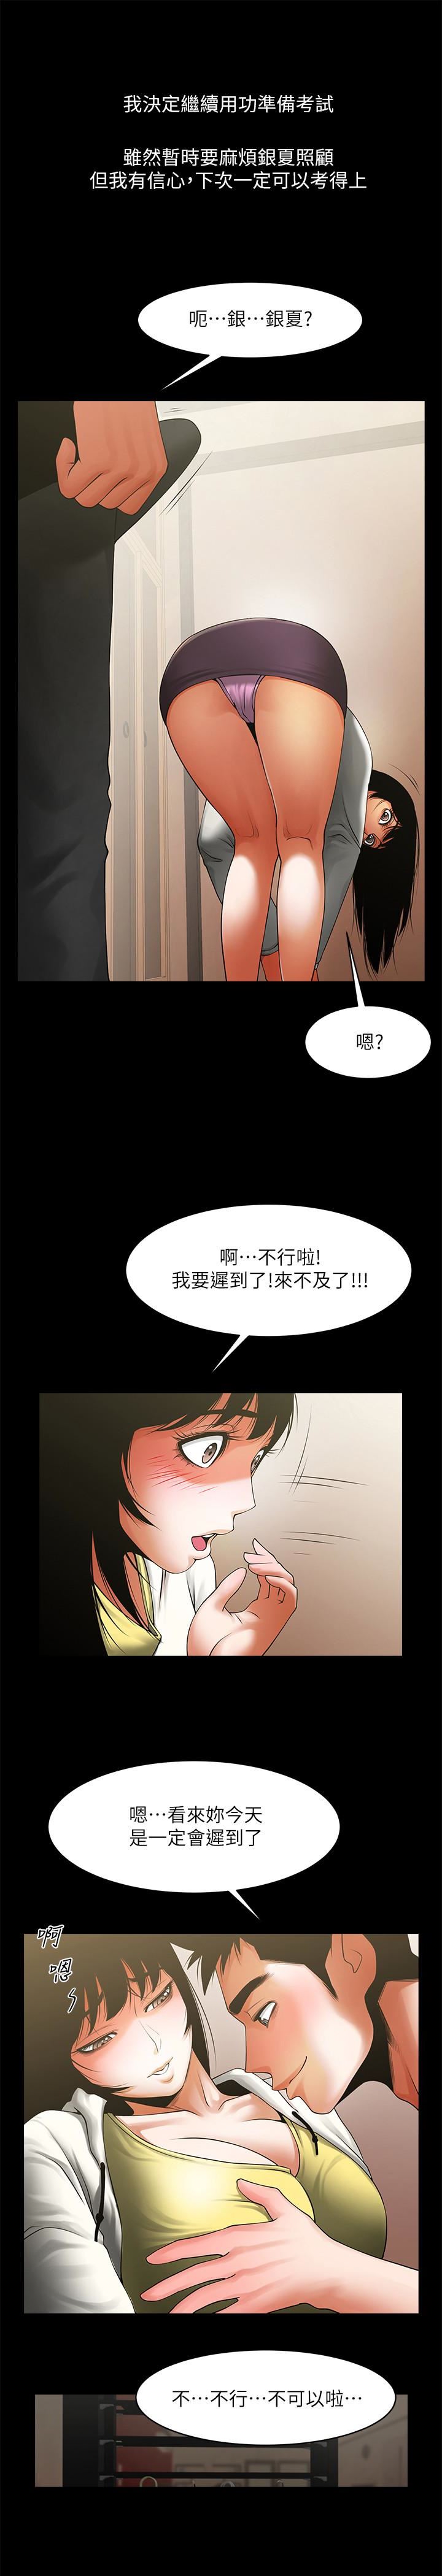 我決定繼續用功準備考試
雖然暫時要麻煩銀夏照顧
但我有信心，下次一定可以考得上
呃…銀…銀夏?
嗯?
啊…不行啦!
我要遲到了!來不及了!!!
嗯…看來妳今天
是一定會遲到了
啊
嗯
不…不行…不可以啦…